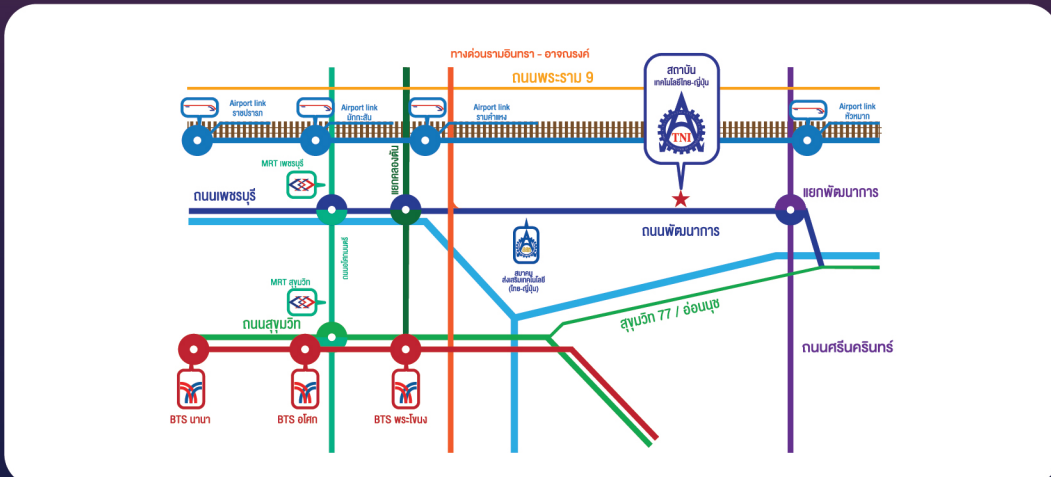 ทางด่วนรามอินทรา - อาจณรงค์
ถนนพระราม 9
สถาบัน
เทคโนโลยีไทย-ญี่ปุ่น
TNI
Airport link
ราชปรารภ
Airport link
มักกะสัน
Airport link
รามคำแหง
Airport link
หัวหมาก
MRT เพชรบุรี
แยกคลองตัน
ถนนเพชรบุรี
แยกพัฒนาการ
ถนนพัฒนาการ
ถนนอโศกมนตรี
สมาคม
ส่งเสริมเทคโนโลยี
(ไทย-ญี่ปุ่น)
MRT สุขุมวิท
ถนนสุขุมวิท
สุขุมวิท 77 / อ่อนนุช
ถนนศรีนครินทร์
BTS นานา
BTS อโศก
BTS พระโขนง